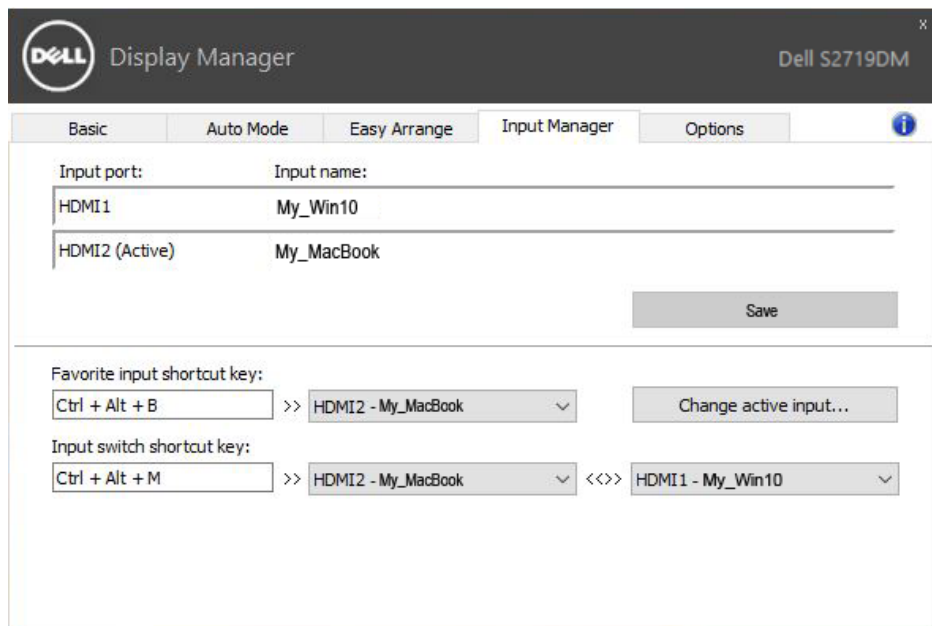 x
DELL Display Manager Dell S2719DM
Basic Auto Mode Easy Arrange Input Manager Options i
Input port: Input name:
HDMI1 My_Win10
HDMI2 (Active) My_MacBook
Save
Favorite input shortcut key:
Ctrl + Alt + B >> HDMI2 - My_MacBook Change active input...
Input switch shortcut key:
Ctrl + Alt + M >> HDMI2 - My_MacBook <<>> HDMI1 - My_Win10